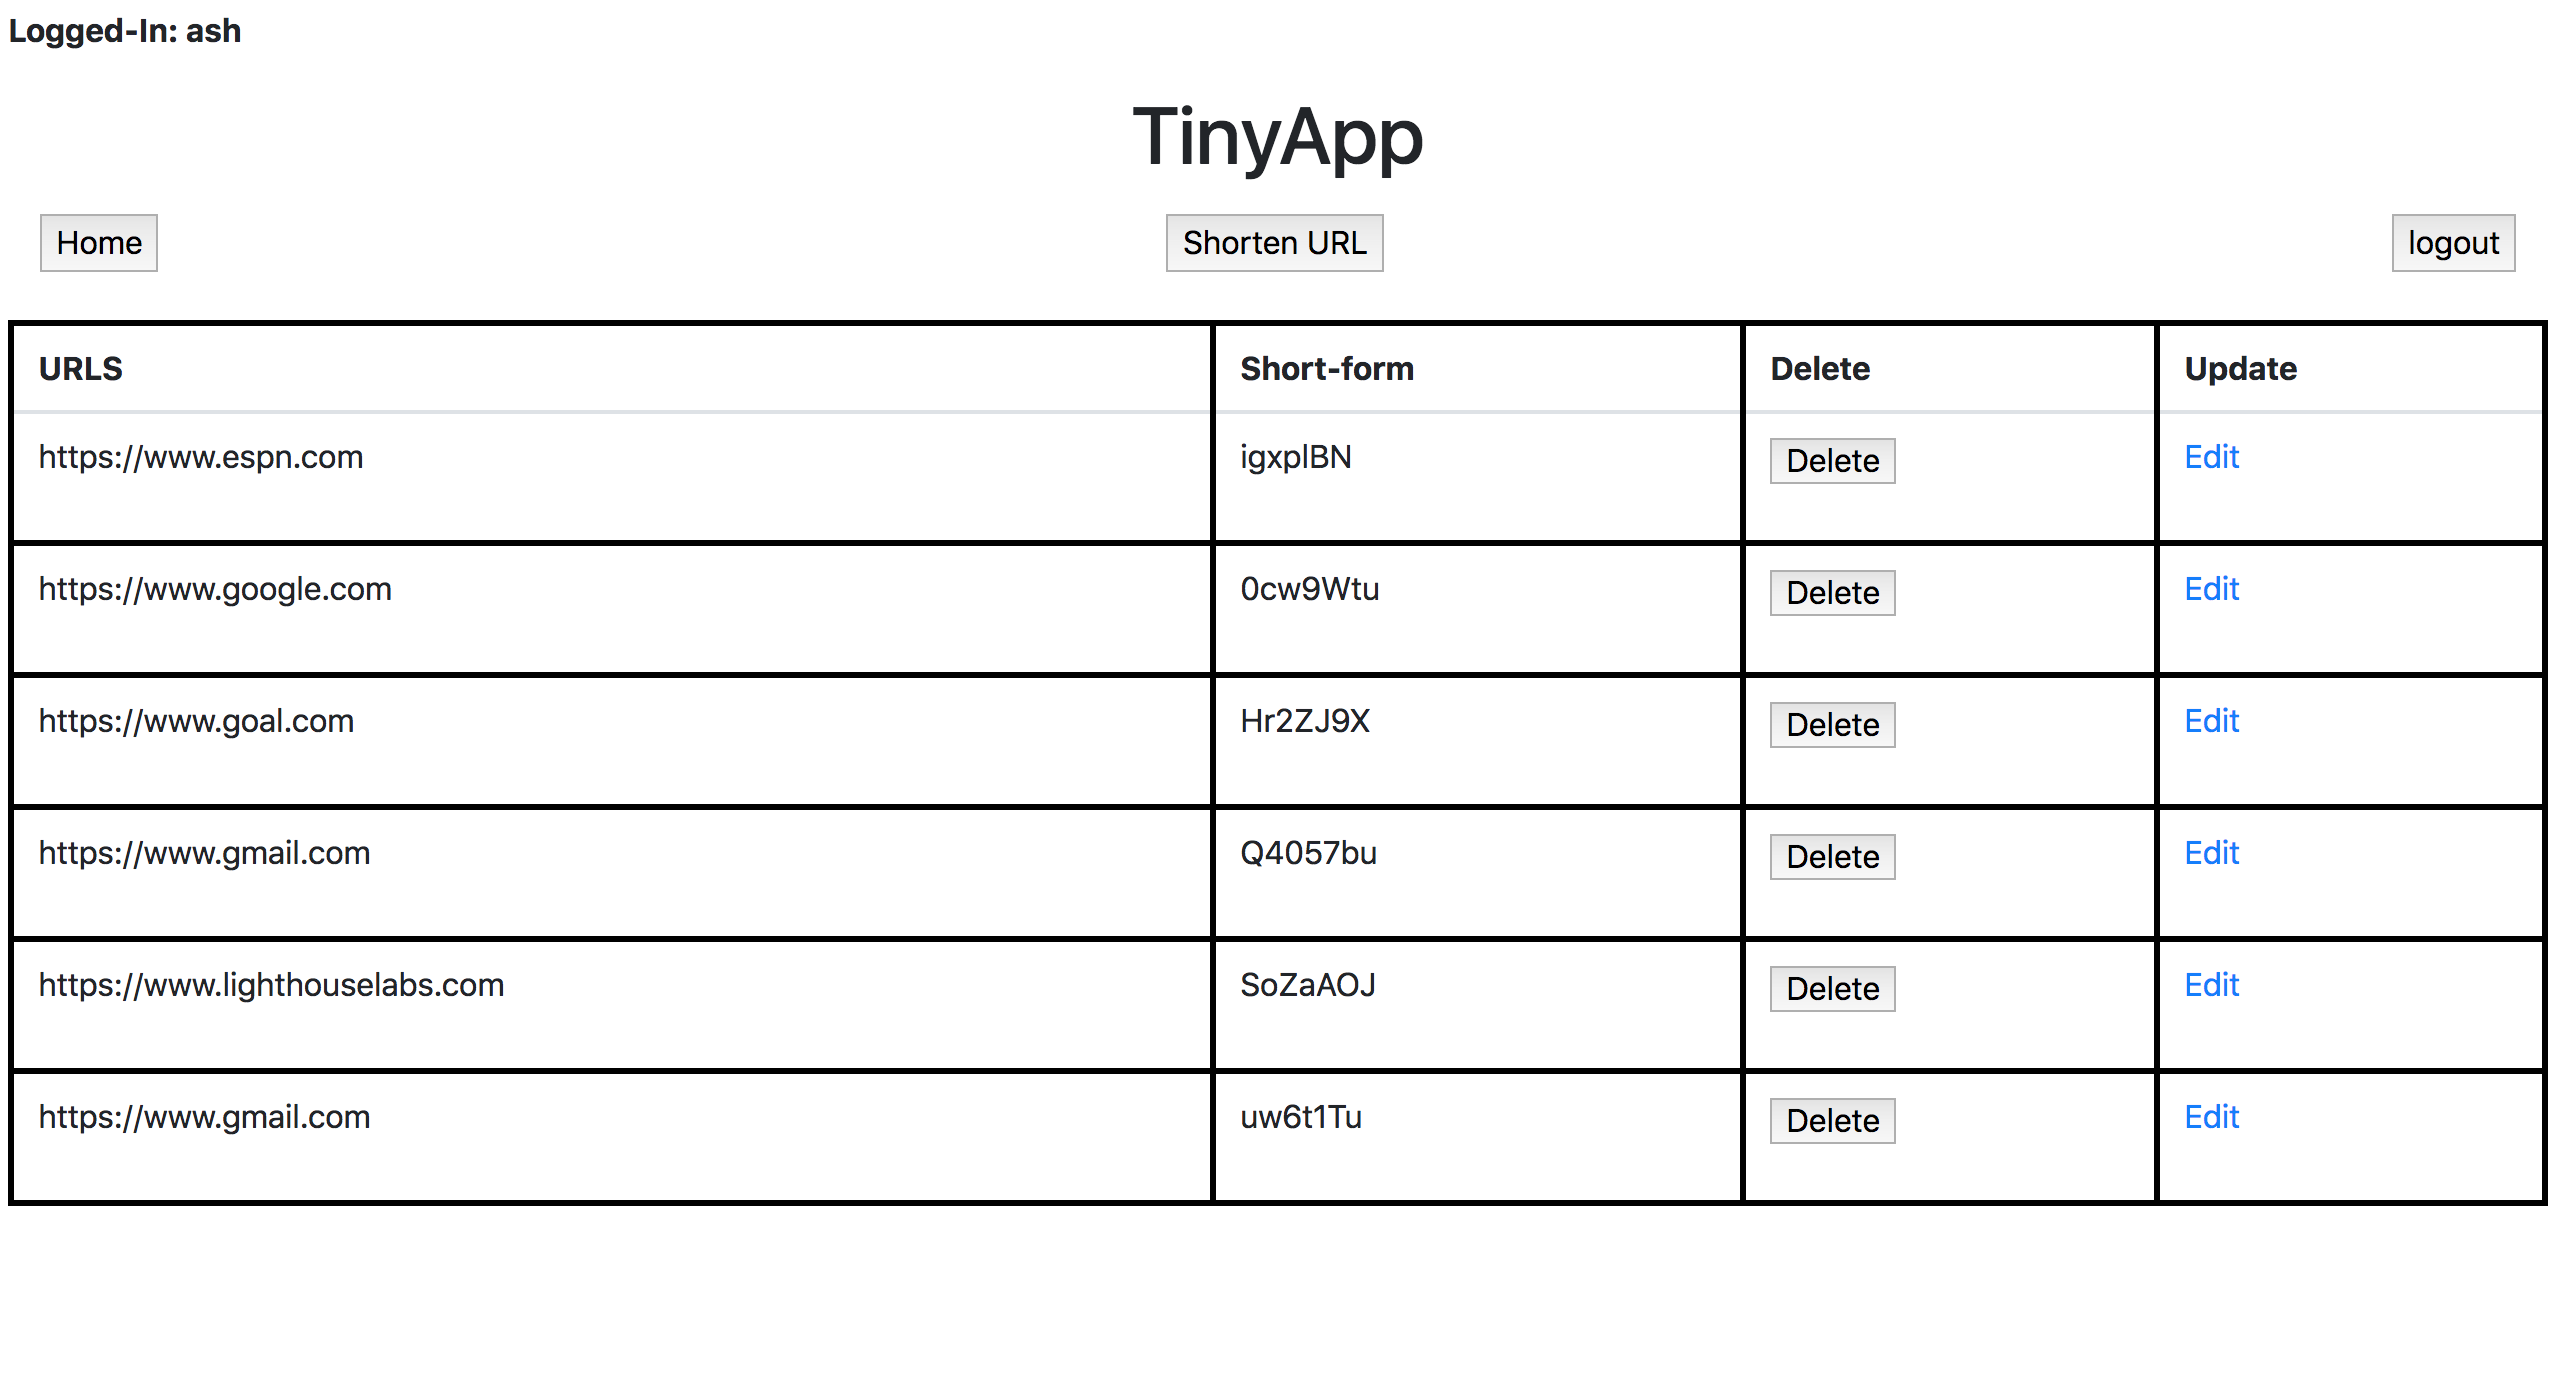 Logged-In: ash
TinyApp
Home Shorten URL logout
URLS Short-form Delete Update
https://www.espn.com igxplBN Delete Edit
https://www.google.com 0cw9Wtu Delete Edit
https://www.goal.com Hr2ZJ9X Delete Edit
https://www.gmail.com Q4057bu Delete Edit
https://www.lighthouselabs.com SoZaAOJ Delete Edit
https://www.gmail.com uw6t1Tu Delete Edit